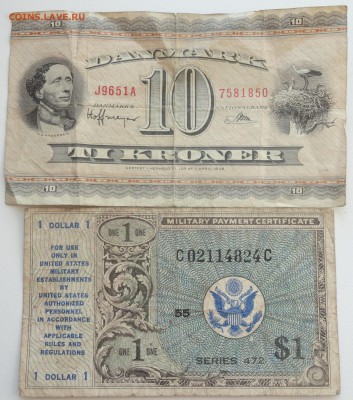 COINS.LAVE.RU
10 10
DANMARK
J9651A 10 7581850
DANMARKS NATIONALBANK
Hoffmeyer
TI KRONER
10 10
1 DOLLAR 1 MILITARY PAYMENT CERTIFICATE
ONE 1 ONE
C02114824C
FOR USE
ONLY IN
UNITED STATES
MILITARY
ESTABLISHMENTS
BY
UNITED STATES
AUTHORIZED
PERSONNEL
IN ACCORDANCE
WITH
APPLICABLE
RULES AND
REGULATIONS
55
ONE 1 ONE
SERIES 472 $1
1 DOLLAR 1